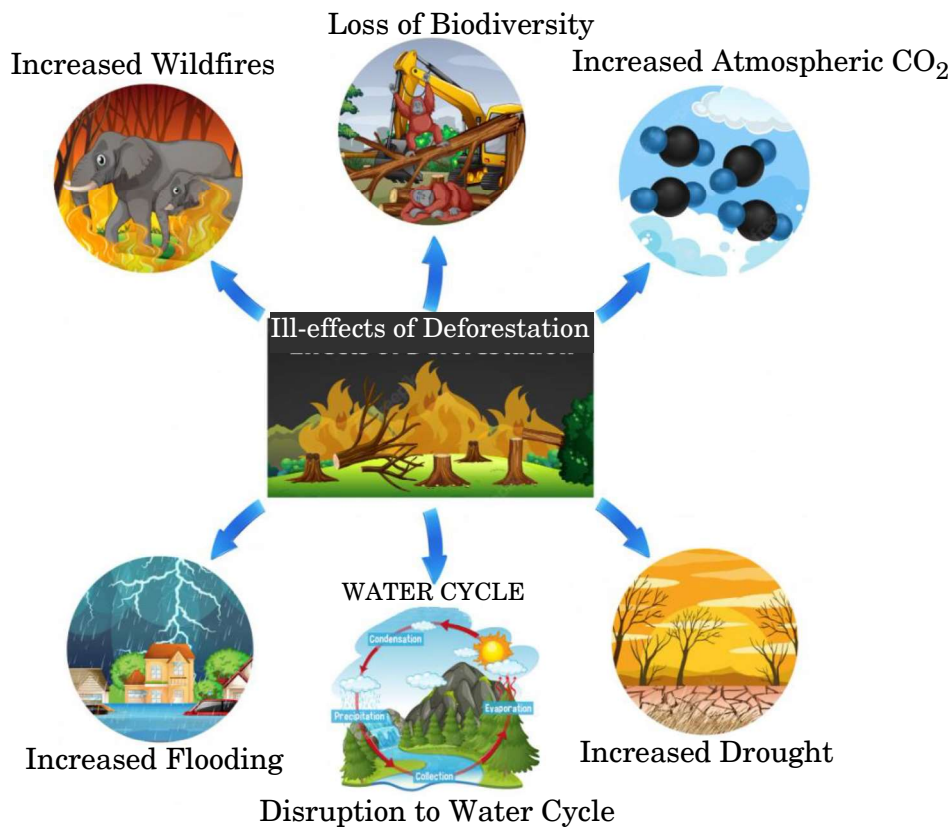 Loss of Biodiversity
Increased Wildfires
Increased Atmospheric CO₂
Ill-effects of Deforestation
WATER CYCLE
Condensation
Precipitation
Evaporation
Collection
Increased Flooding
Increased Drought
Disruption to Water Cycle